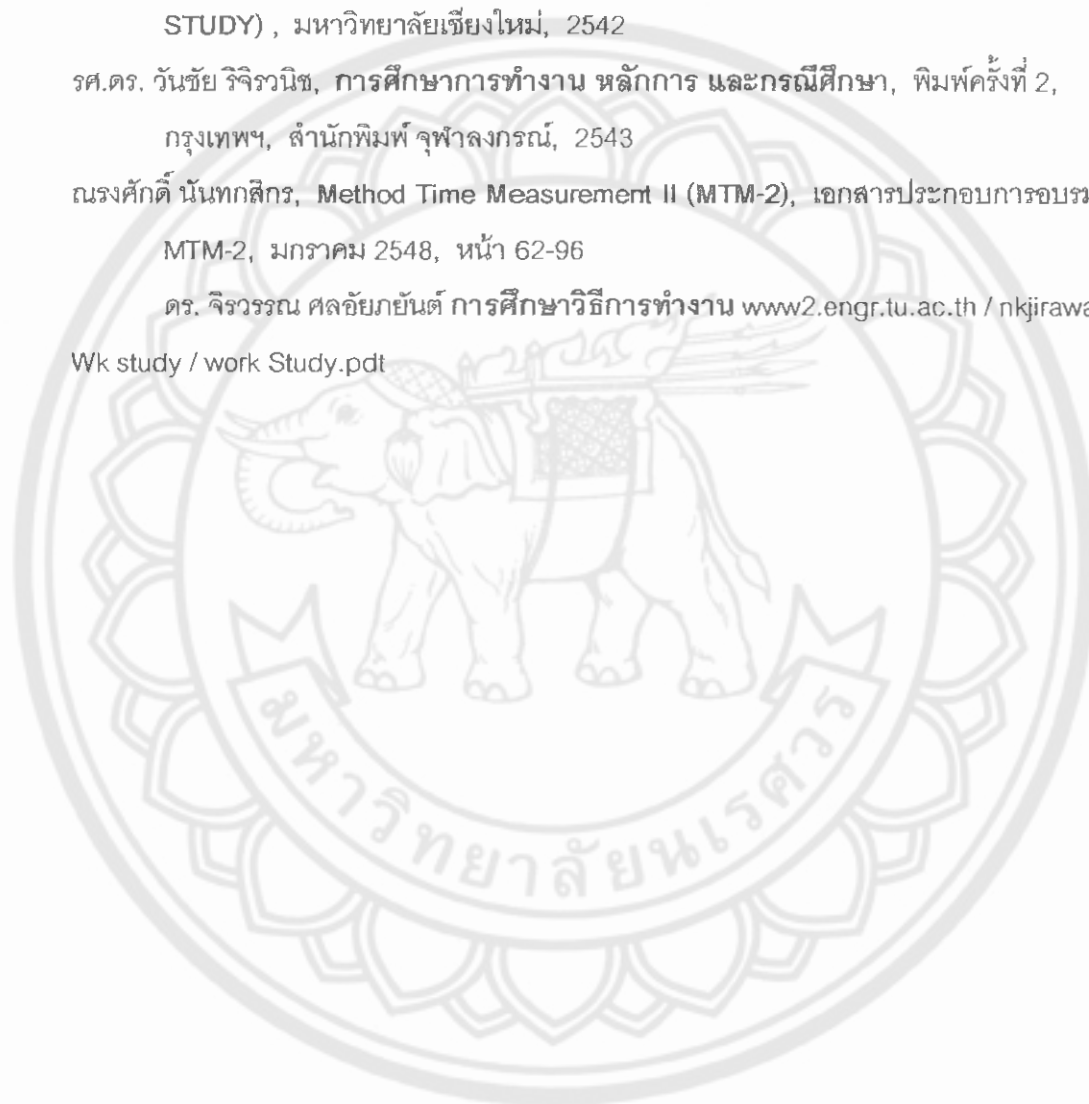 STUDY) , มหาวิทยาลัยเชียงใหม่, 2542
รศ.ดร. วันชัย ริจิรวนิช, การศึกษาการทำงาน หลักการ และกรณีศึกษา, พิมพ์ครั้งที่ 2,
กรุงเทพฯ, สำนักพิมพ์ จุฬาลงกรณ์, 2543
ณรงศักดิ์ นันทกสิกร, Method Time Measurement II (MTM-2), เอกสารประกอบการอบรม
MTM-2, มกราคม 2548, หน้า 62-96
ดร. จิรวรรณ ศลอัยภยันต์ การศึกษาวิธีการทำงาน www2.engr.tu.ac.th / nkjirawa
Wk study / work Study.pdt
มหาวิทยาลัยนเรศวร